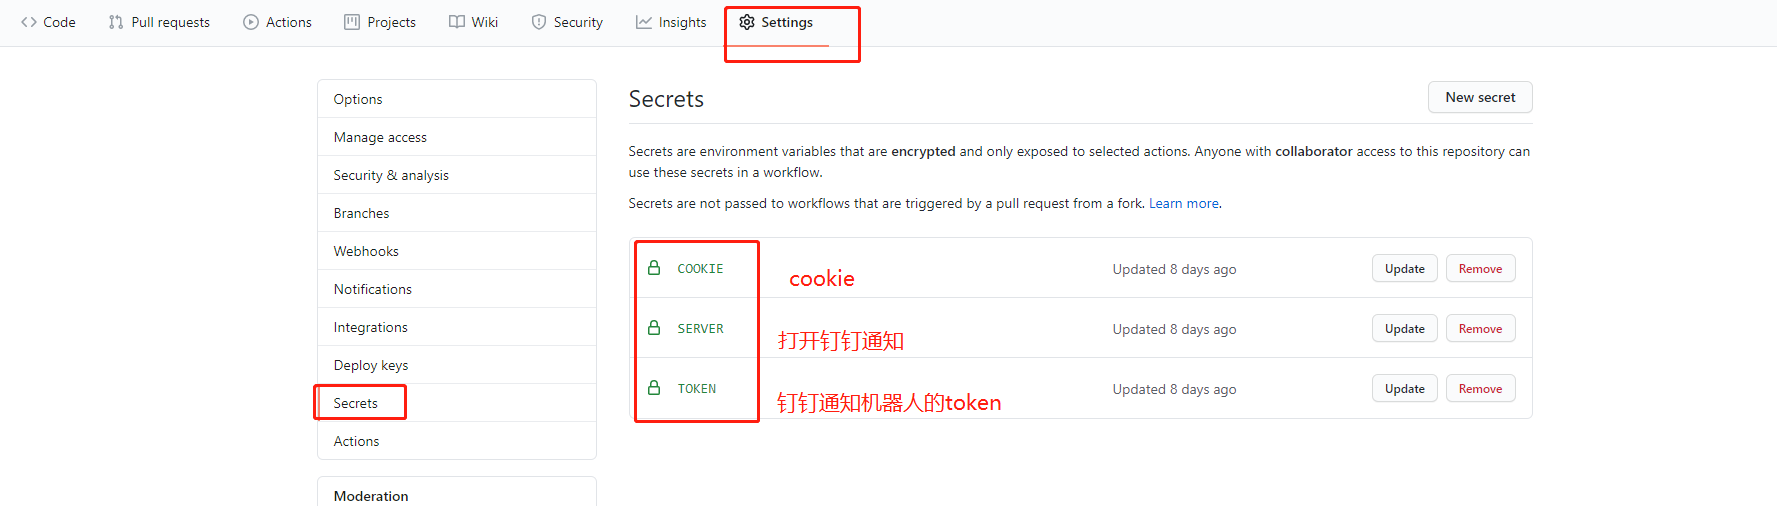 Code Pull requests Actions Projects Wiki Security Insights Settings
Options
Manage access
Security & analysis
Branches
Webhooks
Notifications
Integrations
Deploy keys
Secrets
Actions
Moderation
Secrets New secret
Secrets are environment variables that are encrypted and only exposed to selected actions. Anyone with collaborator access to this repository can
use these secrets in a workflow.
Secrets are not passed to workflows that are triggered by a pull request from a fork. Learn more.
COOKIE cookie Updated 8 days ago Update Remove
SERVER 打开钉钉通知 Updated 8 days ago Update Remove
TOKEN 钉钉通知机器人的token Updated 8 days ago Update Remove